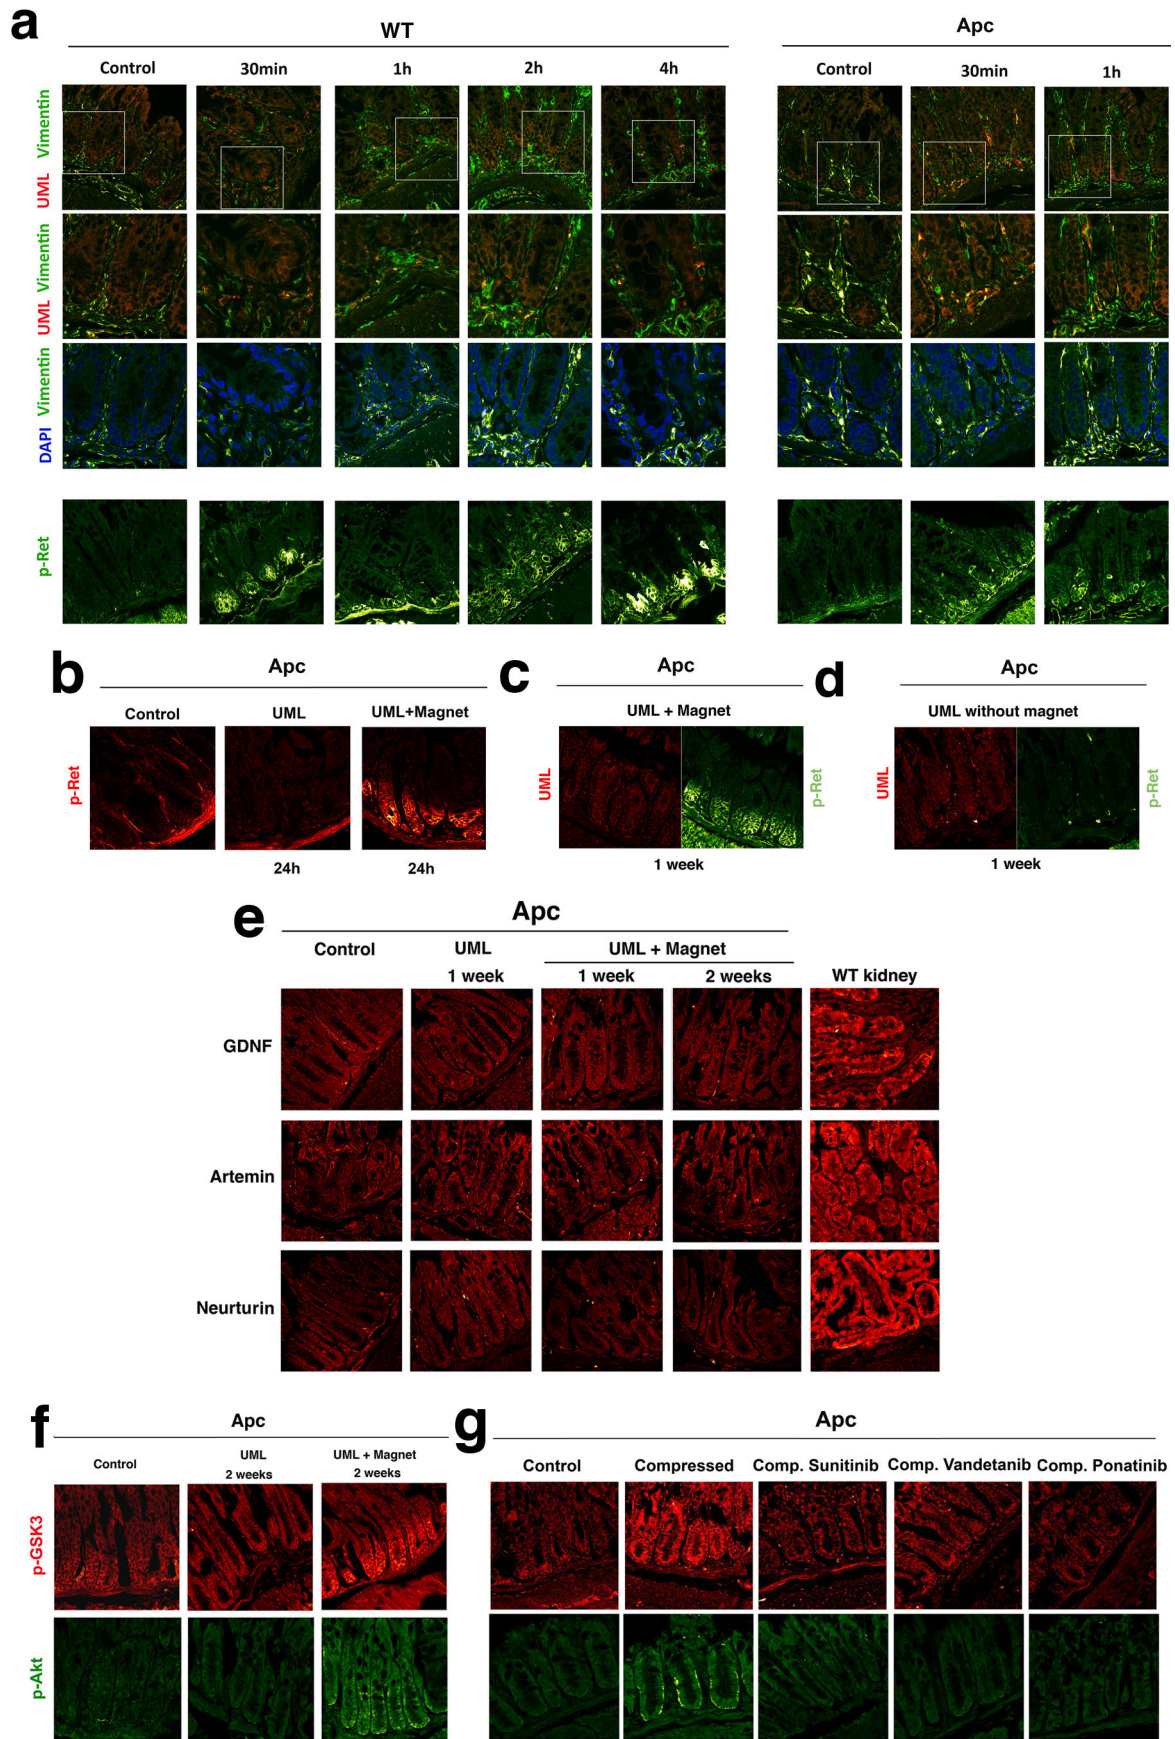 a
WT
Apc
Control 30min 1h 2h 4h
Control 30min 1h
UML Vimentin
UML Vimentin
DAPI Vimentin
p-Ret
b
Apc
Control UML UML+Magnet
p-Ret
24h 24h
c
Apc
UML + Magnet
UML
p-Ret
1 week
d
Apc
UML without magnet
UML
p-Ret
1 week
e
Apc
Control UML UML + Magnet
1 week 1 week 2 weeks WT kidney
GDNF
Artemin
Neurturin
f
Apc
Control UML UML + Magnet
2 weeks 2 weeks
p-GSK3
p-Akt
g
Apc
Control Compressed Comp. Sunitinib Comp. Vandetanib Comp. Ponatinib